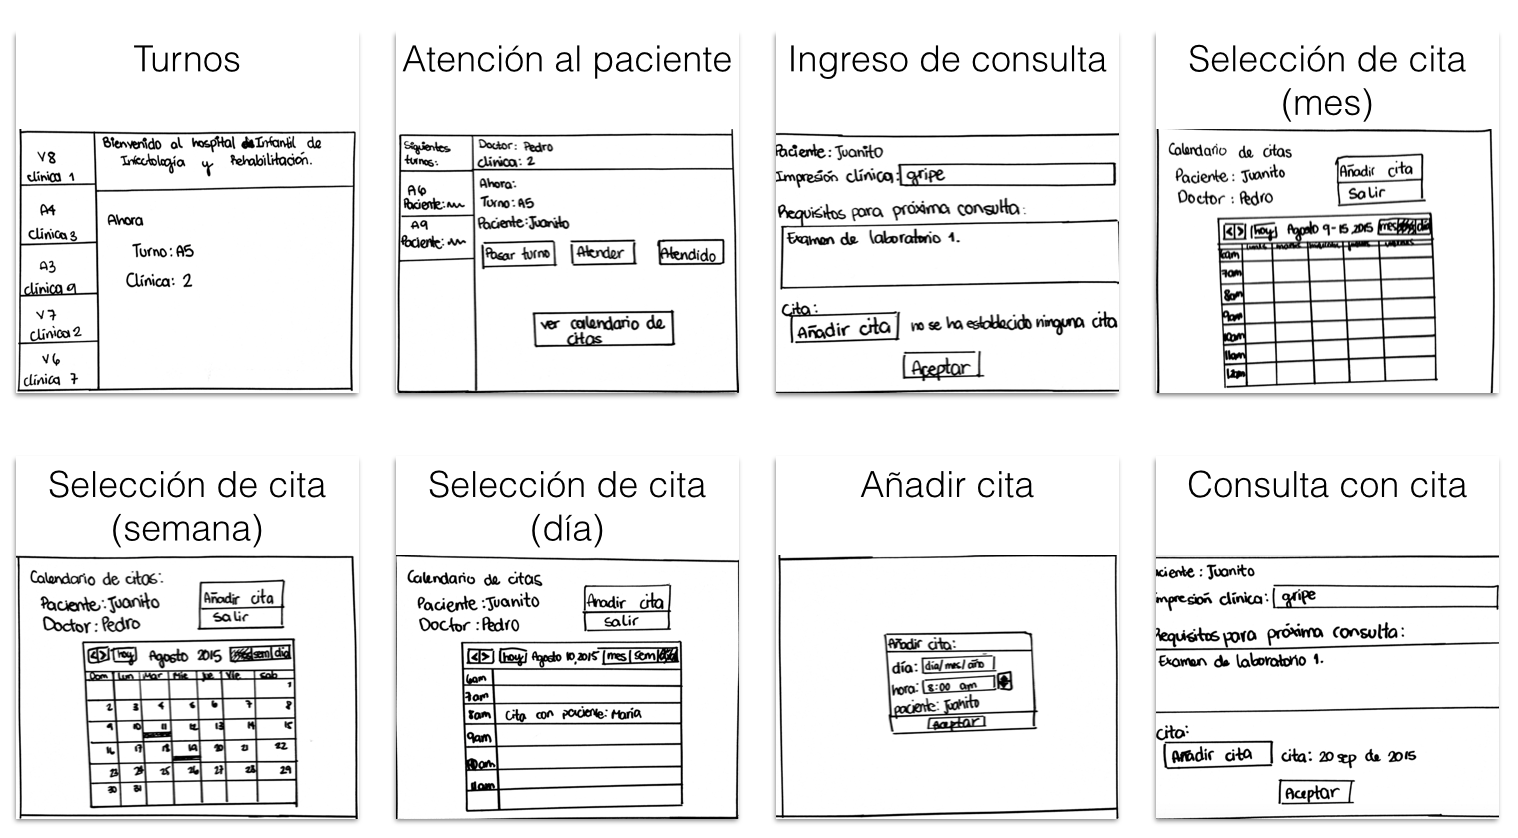 Turnos
V8
clínica 1
A4
clínica 3
A3
clínica 9
V7
clínica 2
V6
clínica 7
Bienvenido al hospital de Infantil de
Infectología y Rehabilitación.
Ahora
Turno: A5
Clínica: 2
Atención al paciente
Siguientes
turnos:
A6
Paciente:
A9
Paciente:
Doctor: Pedro
clínica: 2
Ahora:
Turno: A5
Paciente: Juanito
Pasar turno
Atender
Atendido
ver calendario de
citas
Ingreso de consulta
Paciente: Juanito
Impresión clínica: gripe
Requisitos para próxima consulta:
Examen de laboratorio 1.
Cita:
Añadir cita no se ha establecido ninguna cita
Aceptar
Selección de cita
(mes)
Calendario de citas
Paciente: Juanito
Doctor: Pedro
Añadir cita
Salir
< > hoy Agosto 9-15, 2015 mes día
6am
7am
8am
9am
10am
11am
12pm
Selección de cita
(semana)
Calendario de citas:
Paciente: Juanito
Doctor: Pedro
Añadir cita
Salir
< > hoy Agosto 2015 sem día
Dom Lun Mar Mie Jue Vie Sab
1
2 3 4 5 6 7 8
9 10 11 12 13 14 15
16 17 18 19 20 21 22
23 24 25 26 27 28 29
30 31
Selección de cita
(día)
Calendario de citas
Paciente: Juanito
Doctor: Pedro
Añadir cita
Salir
< > hoy Agosto 10, 2015 mes sem
6am
7am
8am Cita con paciente: María
9am
10am
11am
Añadir cita
Añadir cita:
día: dia/mes/año
hora: 8:00 am
paciente: Juanito
Aceptar
Consulta con cita
ciente: Juanito
mpresión clínica: gripe
Requisitos para próxima consulta:
Examen de laboratorio 1.
cita:
Añadir cita cita: 20 sep de 2015
Aceptar